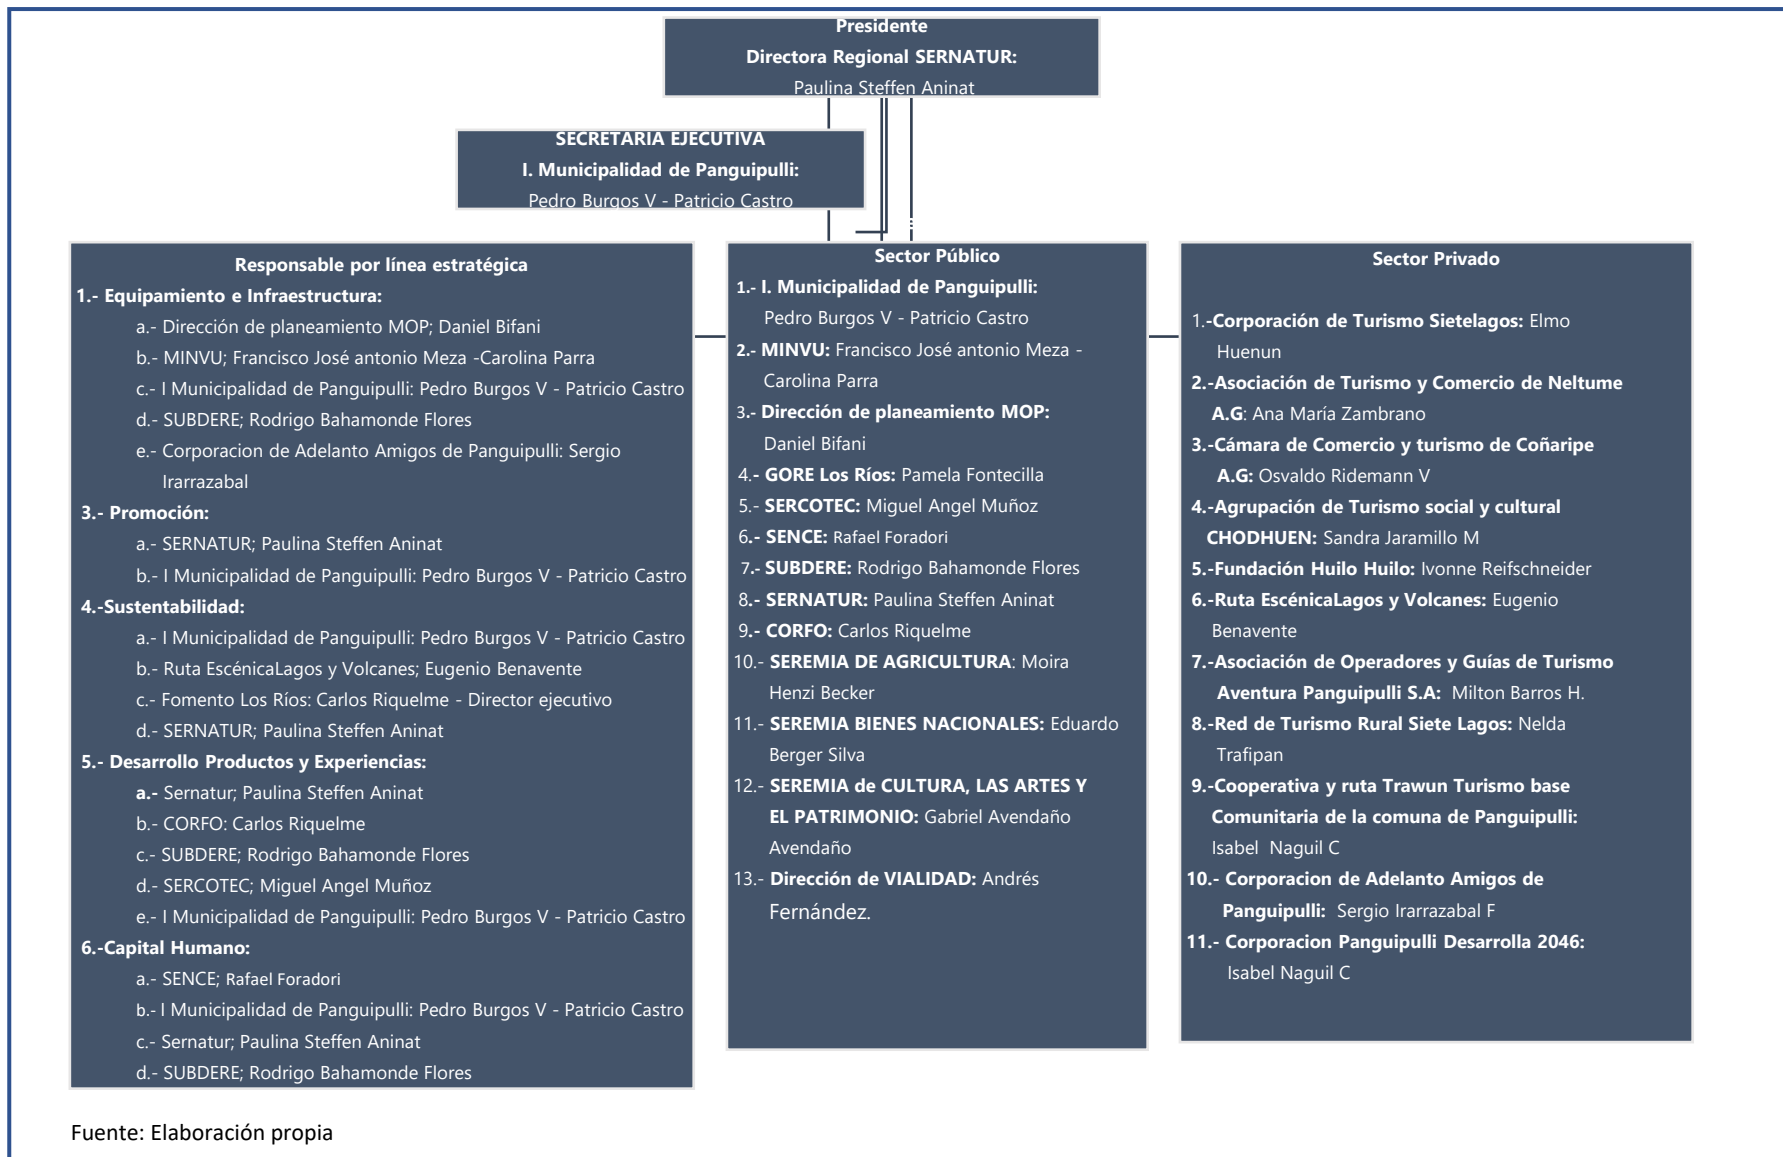 Presidente
Directora Regional SERNATUR:
Paulina Steffen Aninat
SECRETARIA EJECUTIVA
I. Municipalidad de Panguipulli:
Pedro Burgos V - Patricio Castro
Responsable por línea estratégica
1.- Equipamiento e Infraestructura:
a.- Dirección de planeamiento MOP; Daniel Bifani
b.- MINVU; Francisco José antonio Meza -Carolina Parra
c.- I Municipalidad de Panguipulli: Pedro Burgos V - Patricio Castro
d.- SUBDERE; Rodrigo Bahamonde Flores
e.- Corporacion de Adelanto Amigos de Panguipulli: Sergio
Irarrazabal
3.- Promoción:
a.- SERNATUR; Paulina Steffen Aninat
b.- I Municipalidad de Panguipulli: Pedro Burgos V - Patricio Castro
4.-Sustentabilidad:
a.- I Municipalidad de Panguipulli: Pedro Burgos V - Patricio Castro
b.- Ruta EscénicaLagos y Volcanes; Eugenio Benavente
c.- Fomento Los Ríos: Carlos Riquelme - Director ejecutivo
d.- SERNATUR; Paulina Steffen Aninat
5.- Desarrollo Productos y Experiencias:
a.- Sernatur; Paulina Steffen Aninat
b.- CORFO: Carlos Riquelme
c.- SUBDERE; Rodrigo Bahamonde Flores
d.- SERCOTEC; Miguel Angel Muñoz
e.- I Municipalidad de Panguipulli: Pedro Burgos V - Patricio Castro
6.-Capital Humano:
a.- SENCE; Rafael Foradori
b.- I Municipalidad de Panguipulli: Pedro Burgos V - Patricio Castro
c.- Sernatur; Paulina Steffen Aninat
d.- SUBDERE; Rodrigo Bahamonde Flores
Sector Público
1.- I. Municipalidad de Panguipulli:
Pedro Burgos V - Patricio Castro
2.- MINVU: Francisco José antonio Meza -
Carolina Parra
3.- Dirección de planeamiento MOP:
Daniel Bifani
4.- GORE Los Ríos: Pamela Fontecilla
5.- SERCOTEC: Miguel Angel Muñoz
6.- SENCE: Rafael Foradori
7.- SUBDERE: Rodrigo Bahamonde Flores
8.- SERNATUR: Paulina Steffen Aninat
9.- CORFO: Carlos Riquelme
10.- SEREMIA DE AGRICULTURA: Moira
Henzi Becker
11.- SEREMIA BIENES NACIONALES: Eduardo
Berger Silva
12.- SEREMIA de CULTURA, LAS ARTES Y
EL PATRIMONIO: Gabriel Avendaño
Avendaño
13.- Dirección de VIALIDAD: Andrés
Fernández.
Sector Privado
1.-Corporación de Turismo Sietelagos: Elmo
Huenun
2.-Asociación de Turismo y Comercio de Neltume
A.G: Ana María Zambrano
3.-Cámara de Comercio y turismo de Coñaripe
A.G: Osvaldo Ridemann V
4.-Agrupación de Turismo social y cultural
CHODHUEN: Sandra Jaramillo M
5.-Fundación Huilo Huilo: Ivonne Reifschneider
6.-Ruta EscénicaLagos y Volcanes: Eugenio
Benavente
7.-Asociación de Operadores y Guías de Turismo
Aventura Panguipulli S.A: Milton Barros H.
8.-Red de Turismo Rural Siete Lagos: Nelda
Trafipan
9.-Cooperativa y ruta Trawun Turismo base
Comunitaria de la comuna de Panguipulli:
Isabel Naguil C
10.- Corporacion de Adelanto Amigos de
Panguipulli: Sergio Irarrazabal F
11.- Corporacion Panguipulli Desarrolla 2046:
Isabel Naguil C
Fuente: Elaboración propia